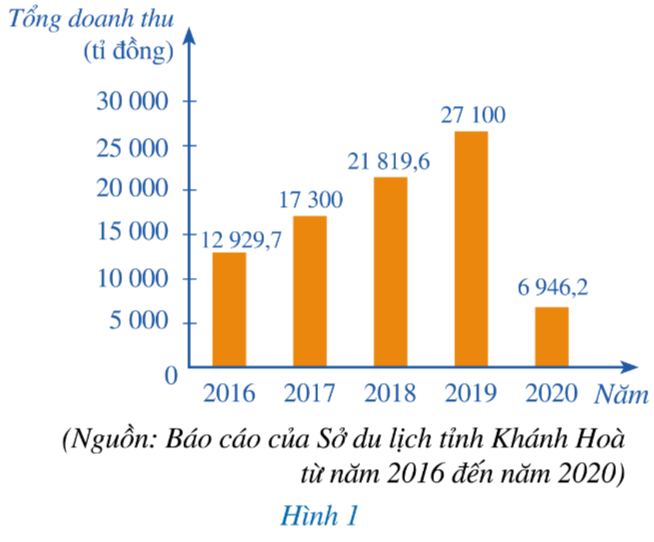 Tổng doanh thu
(tỉ đồng)
30 000
25 000
20 000
15 000
10 000
5 000
0
12 929,7
17 300
21 819,6
27 100
6 946,2
2016 2017 2018 2019 2020 Năm
(Nguồn: Báo cáo của Sở du lịch tỉnh Khánh Hoà
từ năm 2016 đến năm 2020)
Hình 1